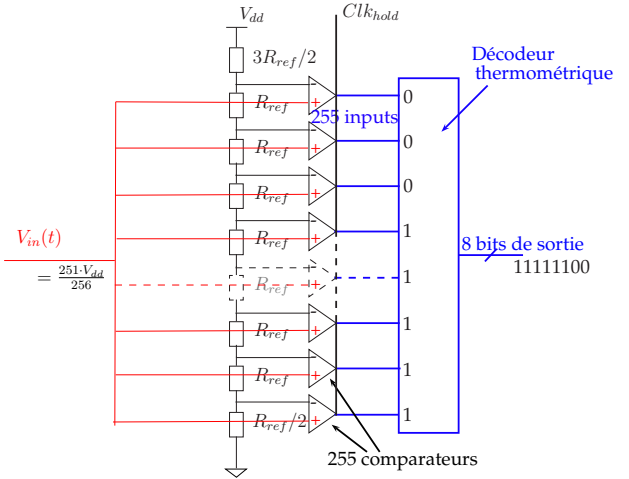 V_dd
Clk_hold
3R_ref/2
Décodeur
thermométrique
-
+
R_ref
0
255 inputs
-
+
R_ref
0
-
+
R_ref
0
-
+
R_ref
1
V_in(t)
= 251·V_dd/256
8 bits de sortie
11111100
-
+
R_ref
1
-
+
R_ref
1
-
+
R_ref
1
-
+
R_ref/2
1
255 comparateurs